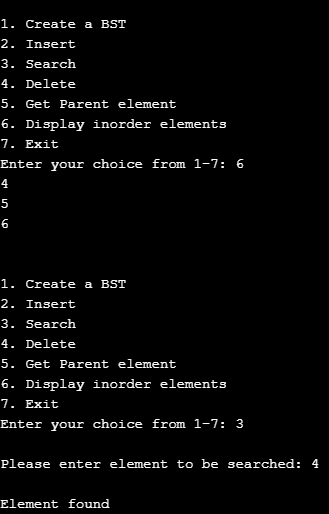 1. Create a BST
2. Insert
3. Search
4. Delete
5. Get Parent element
6. Display inorder elements
7. Exit
Enter your choice from 1-7: 6
4
5
6
1. Create a BST
2. Insert
3. Search
4. Delete
5. Get Parent element
6. Display inorder elements
7. Exit
Enter your choice from 1-7: 3
Please enter element to be searched: 4
Element found